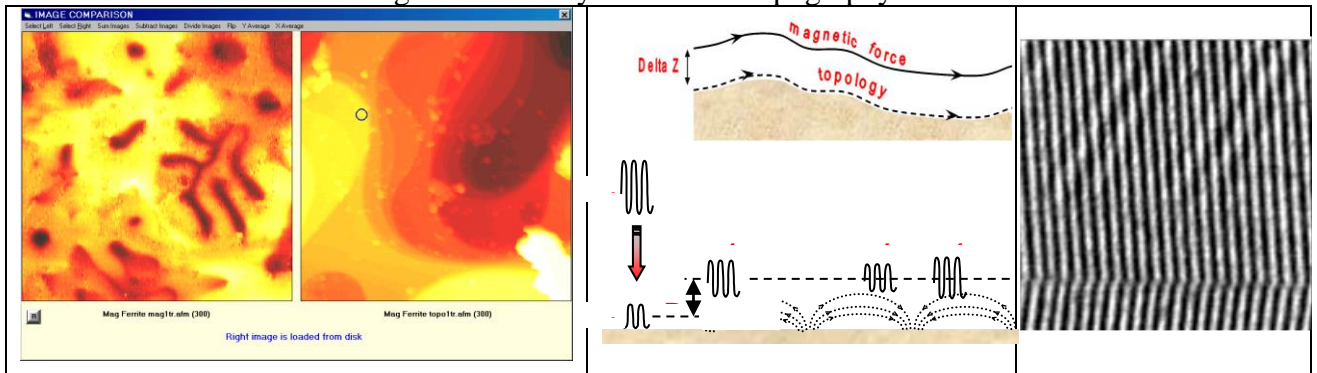 IMAGE COMPARISON
Select Left Select Right Sum Images Subtract Images Divide Images Flip Y Average X Average
Mag Ferrite mag1tr.afm (300)
Mag Ferrite topo1tr.afm (300)
Right image is loaded from disk
magnetic force
Delta Z
topology